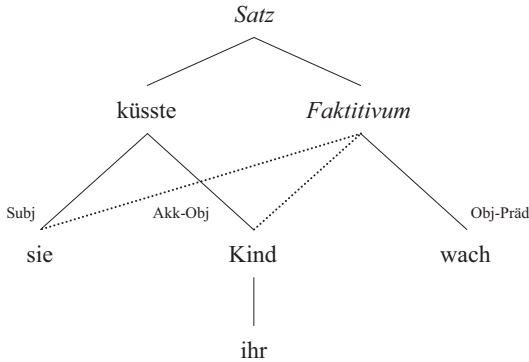 Satz
küsste Faktitivum
Subj Akk-Obj Obj-Präd
sie Kind wach
ihr